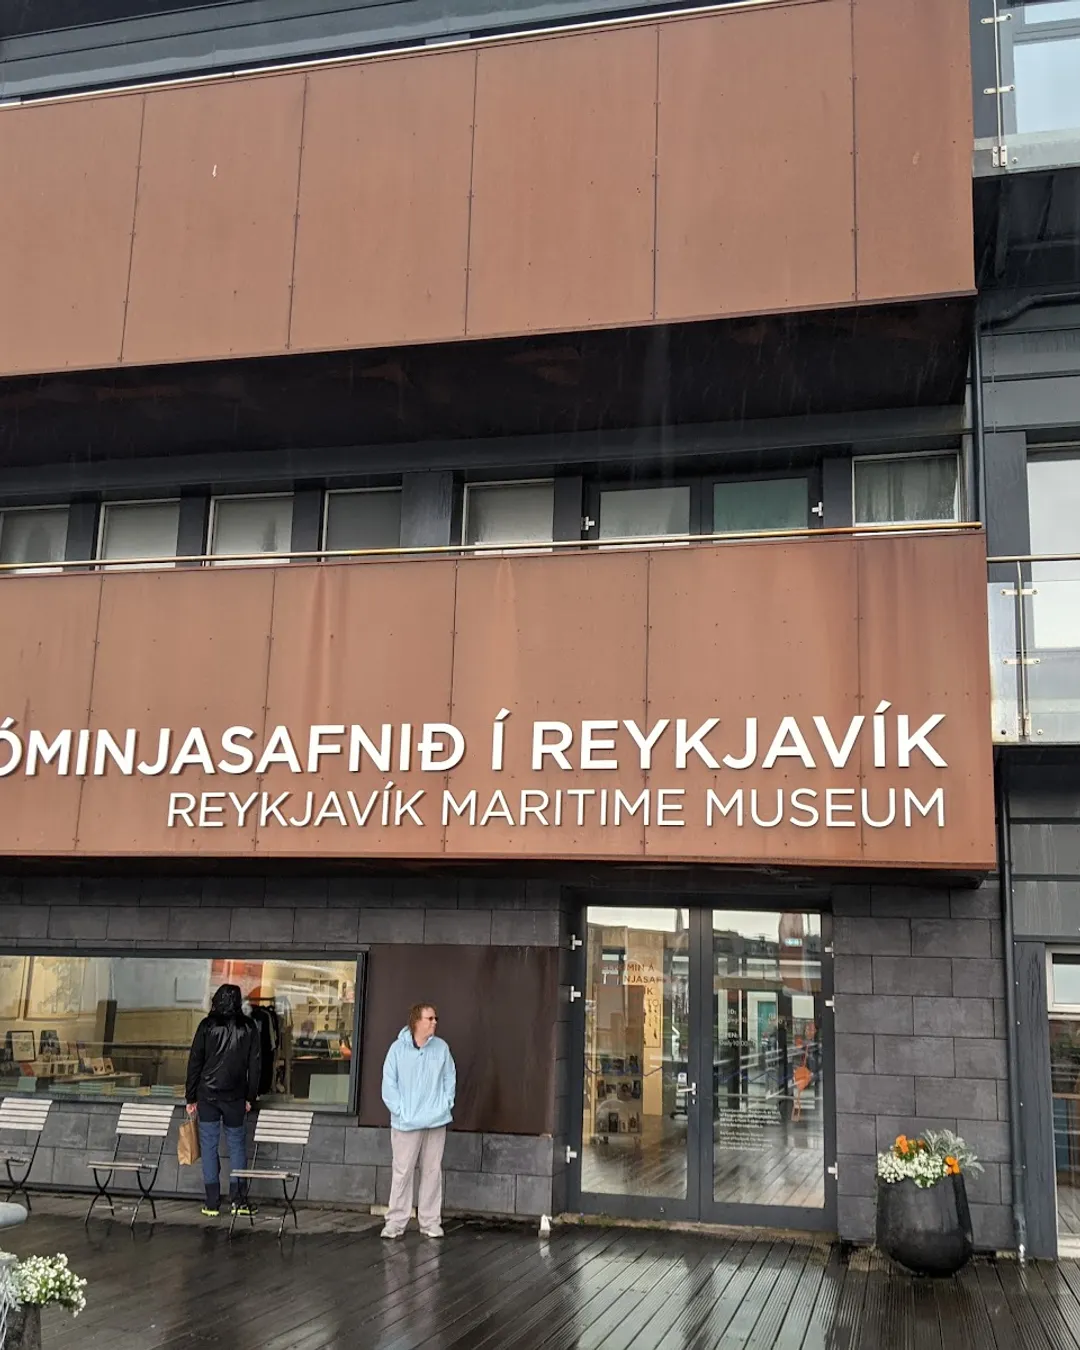 ÓMINJASAFNIÐ Í REYKJAVÍK
REYKJAVÍK MARITIME MUSEUM